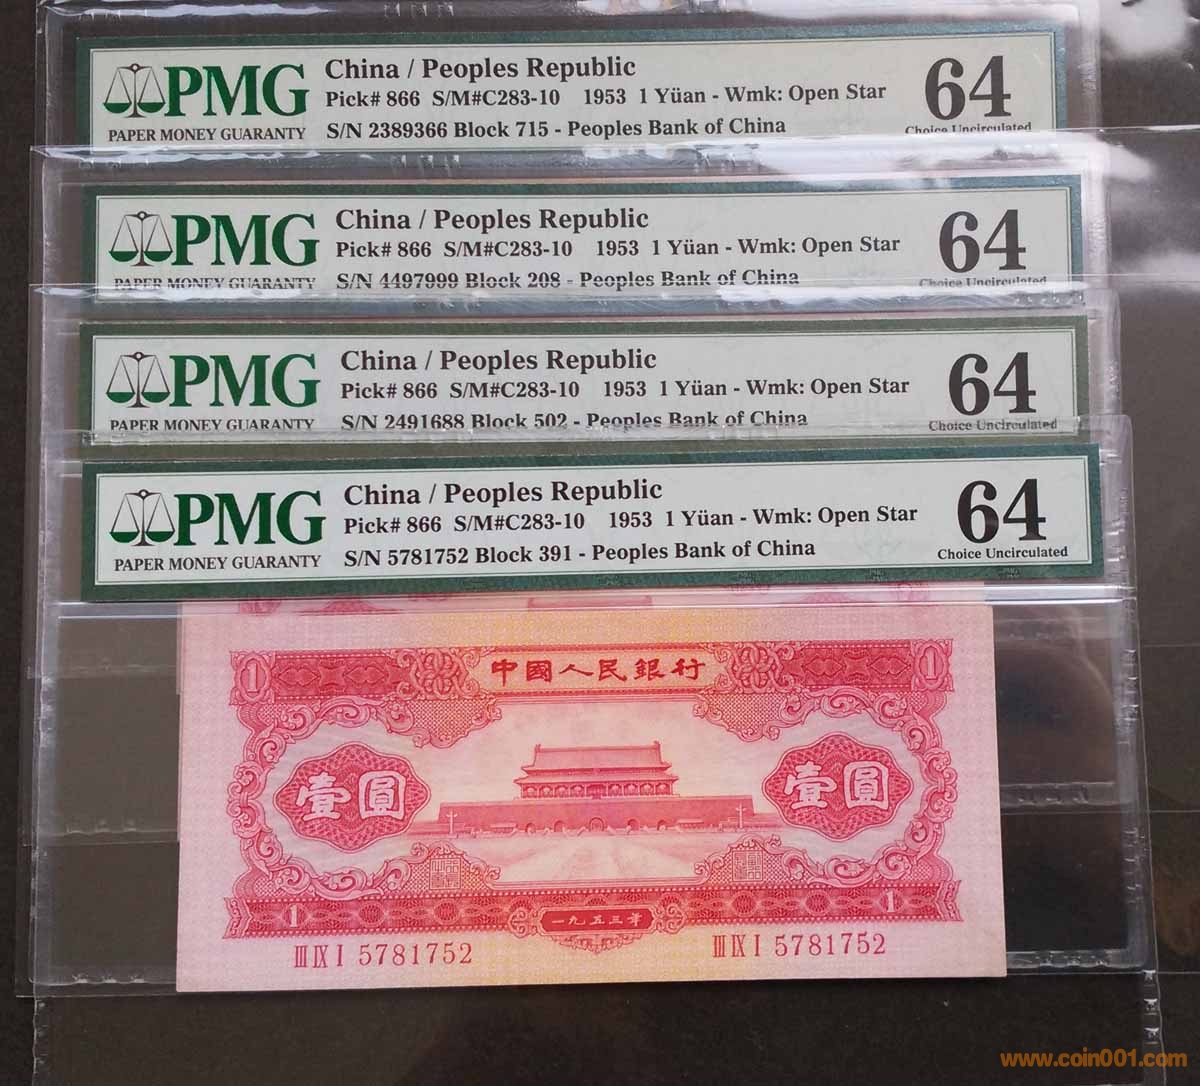 PMG
PAPER MONEY GUARANTY
China / Peoples Republic
Pick# 866 S/M#C283-10 1953 1 Yüan - Wmk: Open Star
S/N 2389366 Block 715 - Peoples Bank of China
64
Choice Uncirculated
PMG
PAPER MONEY GUARANTY
China / Peoples Republic
Pick# 866 S/M#C283-10 1953 1 Yüan - Wmk: Open Star
S/N 4497999 Block 208 - Peoples Bank of China
64
Choice Uncirculated
PMG
PAPER MONEY GUARANTY
China / Peoples Republic
Pick# 866 S/M#C283-10 1953 1 Yüan - Wmk: Open Star
S/N 2491688 Block 502 - Peoples Bank of China
64
Choice Uncirculated
PMG
PAPER MONEY GUARANTY
China / Peoples Republic
Pick# 866 S/M#C283-10 1953 1 Yüan - Wmk: Open Star
S/N 5781752 Block 391 - Peoples Bank of China
64
Choice Uncirculated
1 中國人民銀行 1
壹圓 壹圓
1 一九五三年 1
III IX I 5781752 III IX I 5781752
www.coin001.com